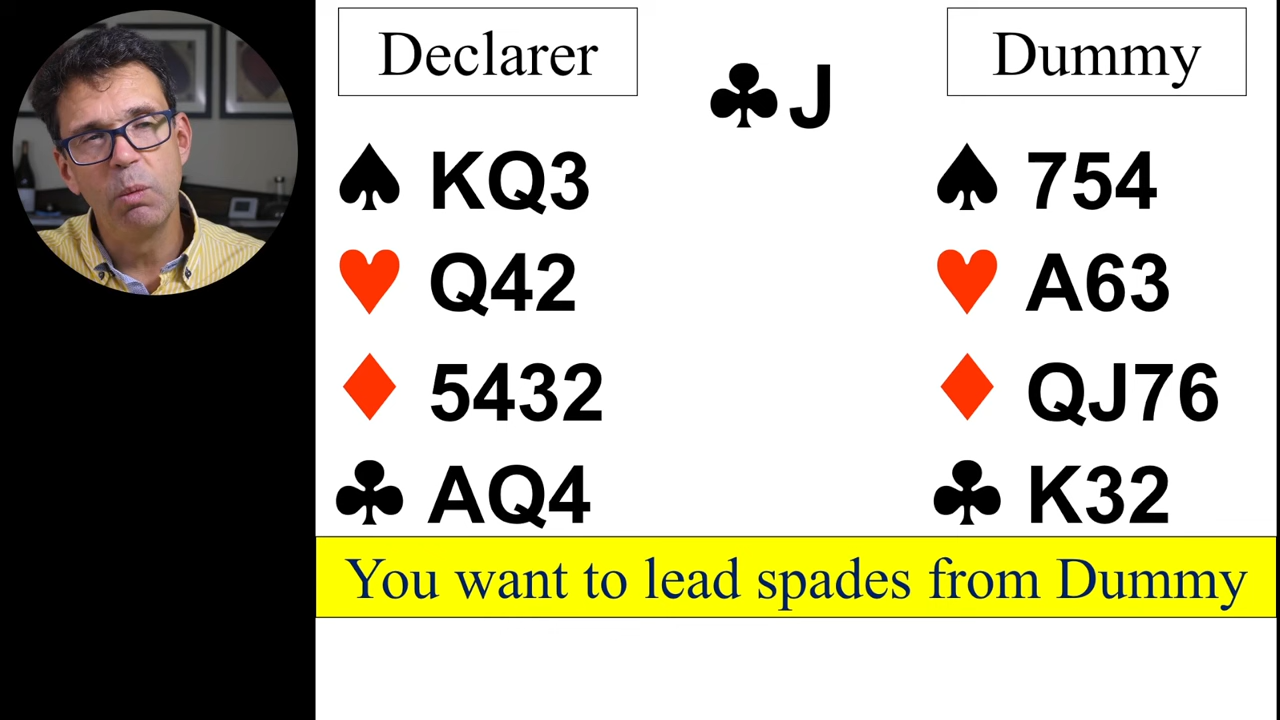 Declarer Dummy
♣J
♠ KQ3 ♠ 754
♥ Q42 ♥ A63
♦ 5432 ♦ QJ76
♣ AQ4 ♣ K32
You want to lead spades from Dummy